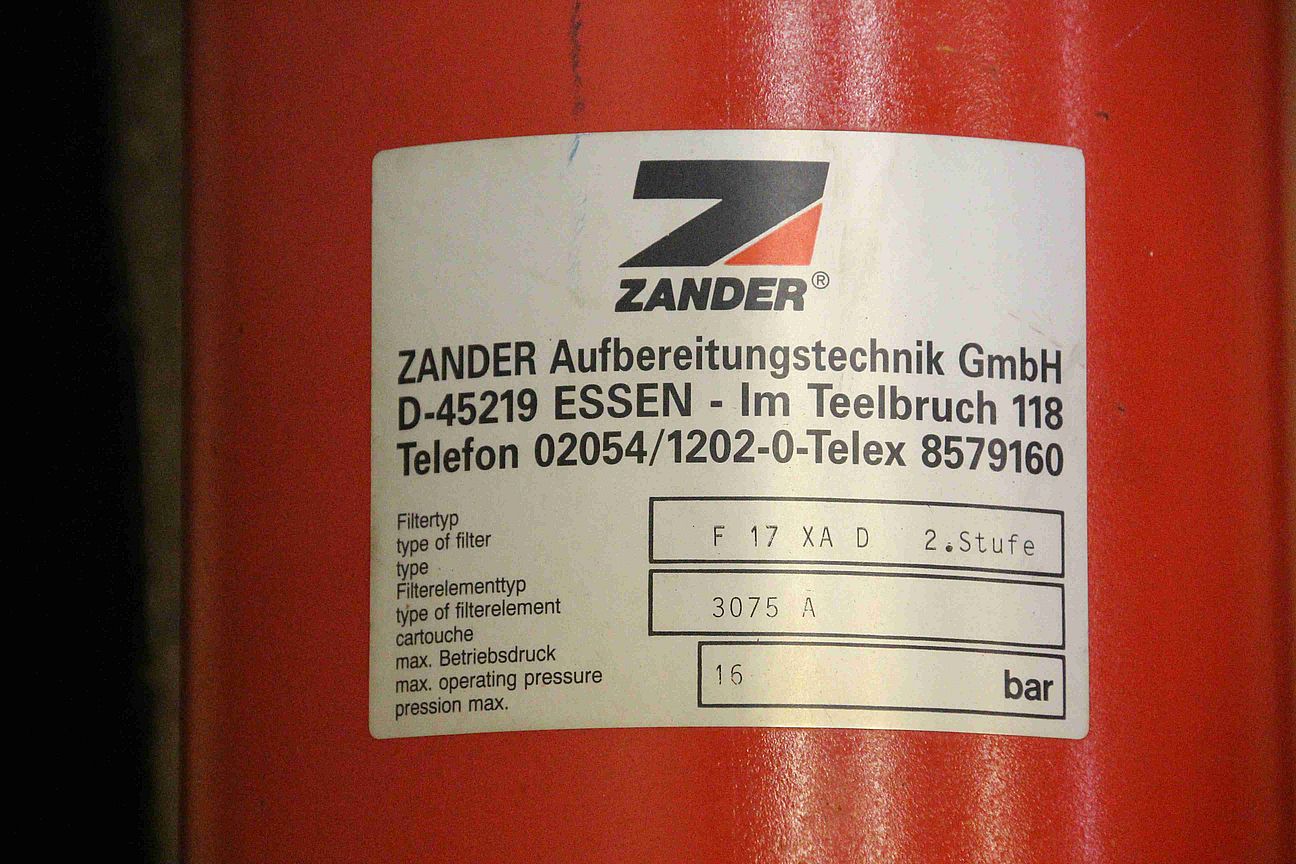 Z
ZANDER®
ZANDER Aufbereitungstechnik GmbH
D-45219 ESSEN - Im Teelbruch 118
Telefon 02054/1202-0-Telex 8579160
Filtertyp
type of filter
type
F 17 XA D 2.Stufe
Filterelementtyp
type of filterelement
cartouche
3075 A
max. Betriebsdruck
max. operating pressure
pression max.
16 bar